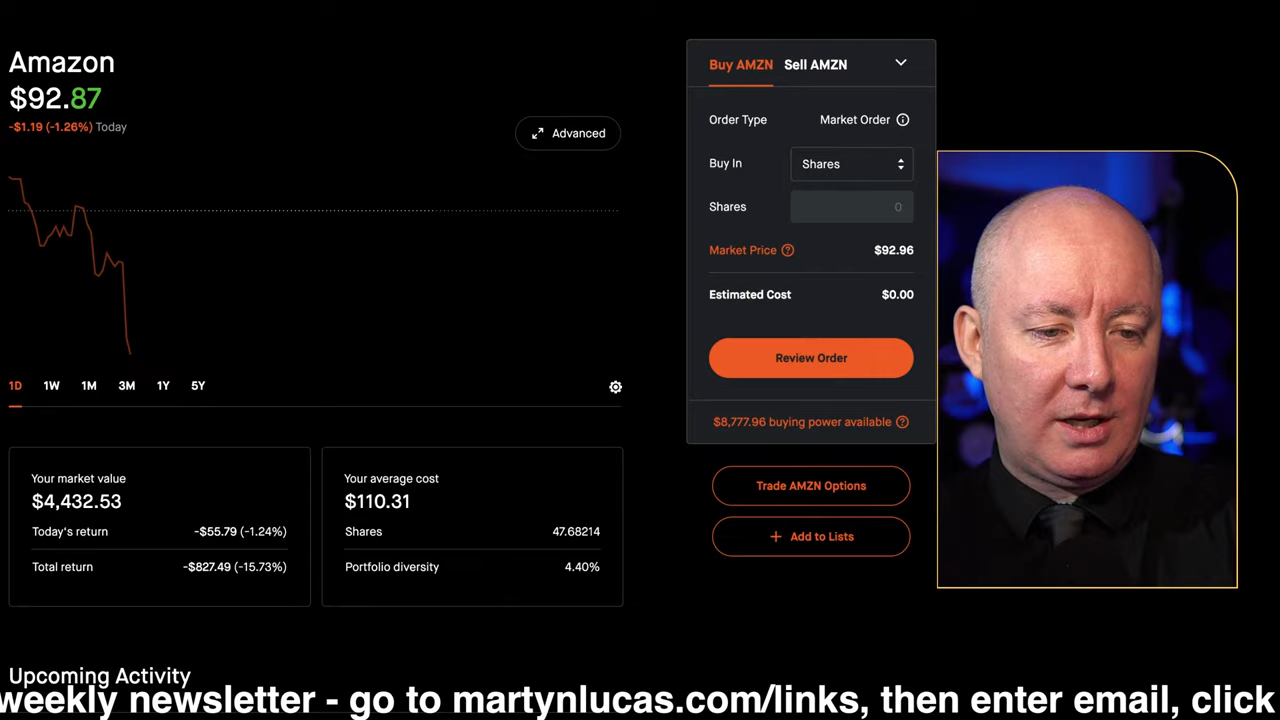 Amazon
$92.87
-$1.19 (-1.26%) Today
Advanced
1D 1W 1M 3M 1Y 5Y
Your market value
$4,432.53
Today's return -$55.79 (-1.24%)
Total return -$827.49 (-15.73%)
Your average cost
$110.31
Shares 47.68214
Portfolio diversity 4.40%
Upcoming Activity
Buy AMZN Sell AMZN
Order Type Market Order
Buy In Shares
Shares 0
Market Price $92.96
Estimated Cost $0.00
Review Order
$8,777.96 buying power available
Trade AMZN Options
+ Add to Lists
weekly newsletter - go to martynlucas.com/links, then enter email, click